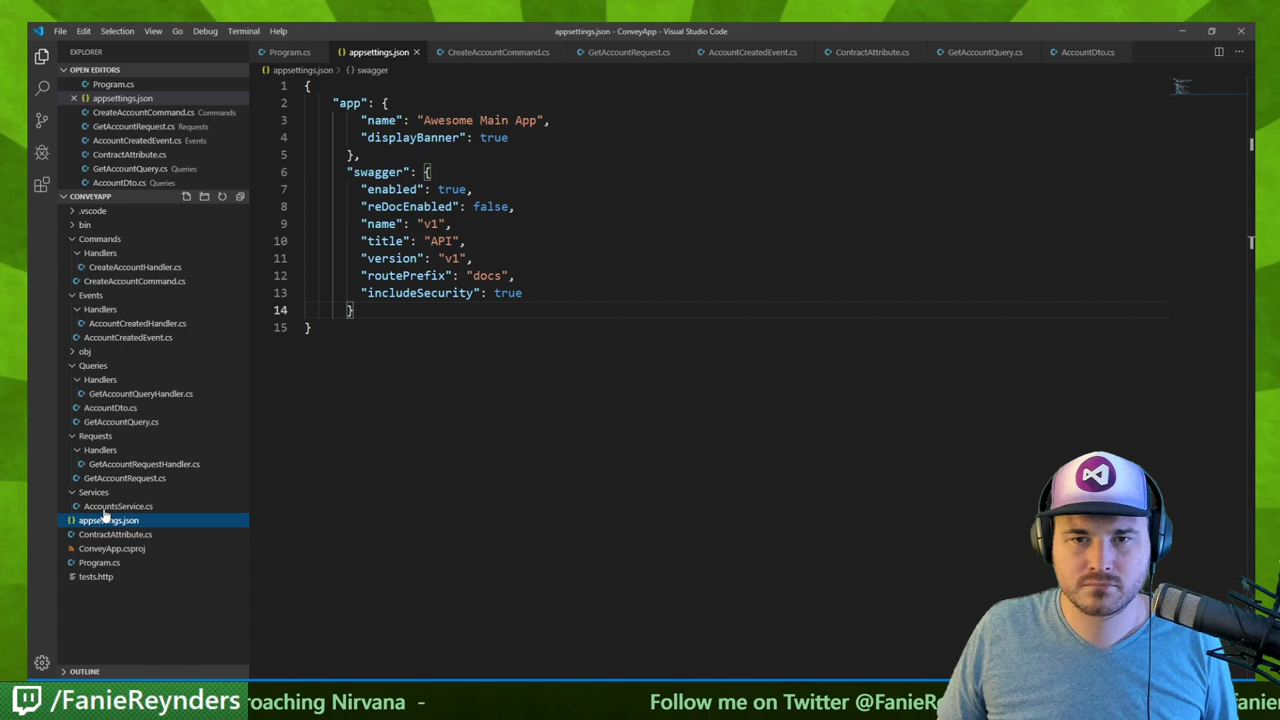 File Edit Selection View Go Debug Terminal Help
appsettings.json - ConveyApp - Visual Studio Code
EXPLORER
Program.cs
appsettings.json
CreateAccountCommand.cs
GetAccountRequest.cs
AccountCreatedEvent.cs
ContractAttribute.cs
GetAccountQuery.cs
AccountDto.cs
OPEN EDITORS
Program.cs
appsettings.json
CreateAccountCommand.cs Commands
GetAccountRequest.cs Requests
AccountCreatedEvent.cs Events
ContractAttribute.cs
GetAccountQuery.cs Queries
AccountDto.cs Queries
CONVEYAPP
.vscode
bin
Commands
Handlers
CreateAccountHandler.cs
CreateAccountCommand.cs
Events
Handlers
AccountCreatedHandler.cs
AccountCreatedEvent.cs
obj
Queries
Handlers
GetAccountQueryHandler.cs
AccountDto.cs
GetAccountQuery.cs
Requests
Handlers
GetAccountRequestHandler.cs
GetAccountRequest.cs
Services
AccountsService.cs
appsettings.json
ContractAttribute.cs
ConveyApp.csproj
Program.cs
tests.http
OUTLINE
appsettings.json > {} swagger
1 {
2 "app": {
3 "name": "Awesome Main App",
4 "displayBanner": true
5 },
6 "swagger": {
7 "enabled": true,
8 "reDocEnabled": false,
9 "name": "v1",
10 "title": "API",
11 "version": "v1",
12 "routePrefix": "docs",
13 "includeSecurity": true
14 }
15 }
/FanieReynders
roaching Nirvana - Follow me on Twitter @FanieRe